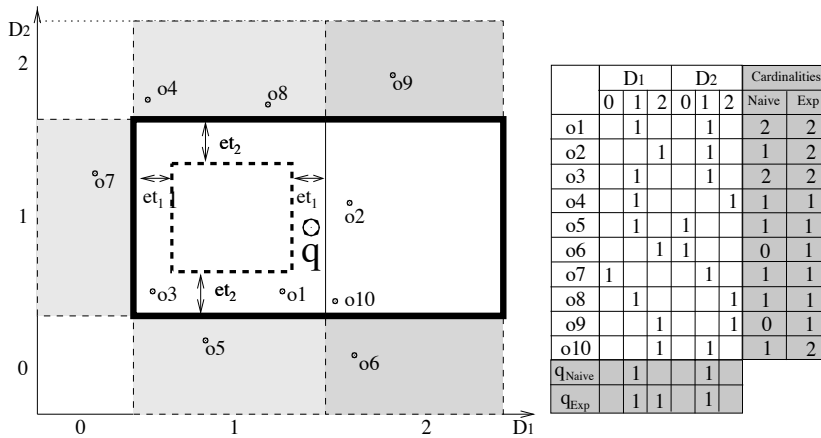 D2
2
o4
o8
o9
et2
o7
et1
et1
1
o2
q
o3
et2
o1
o10
o5
o6
0
0
1
2
D1
D1 D2 Cardinalities
0 1 2 0 1 2 Naive Exp
o1 1 1 2 2
o2 1 1 1 2
o3 1 1 2 2
o4 1 1 1 1
o5 1 1 1 1
o6 1 1 0 1
o7 1 1 1 1
o8 1 1 1 1
o9 1 1 0 1
o10 1 1 1 2
qNaive 1 1
qExp 1 1 1